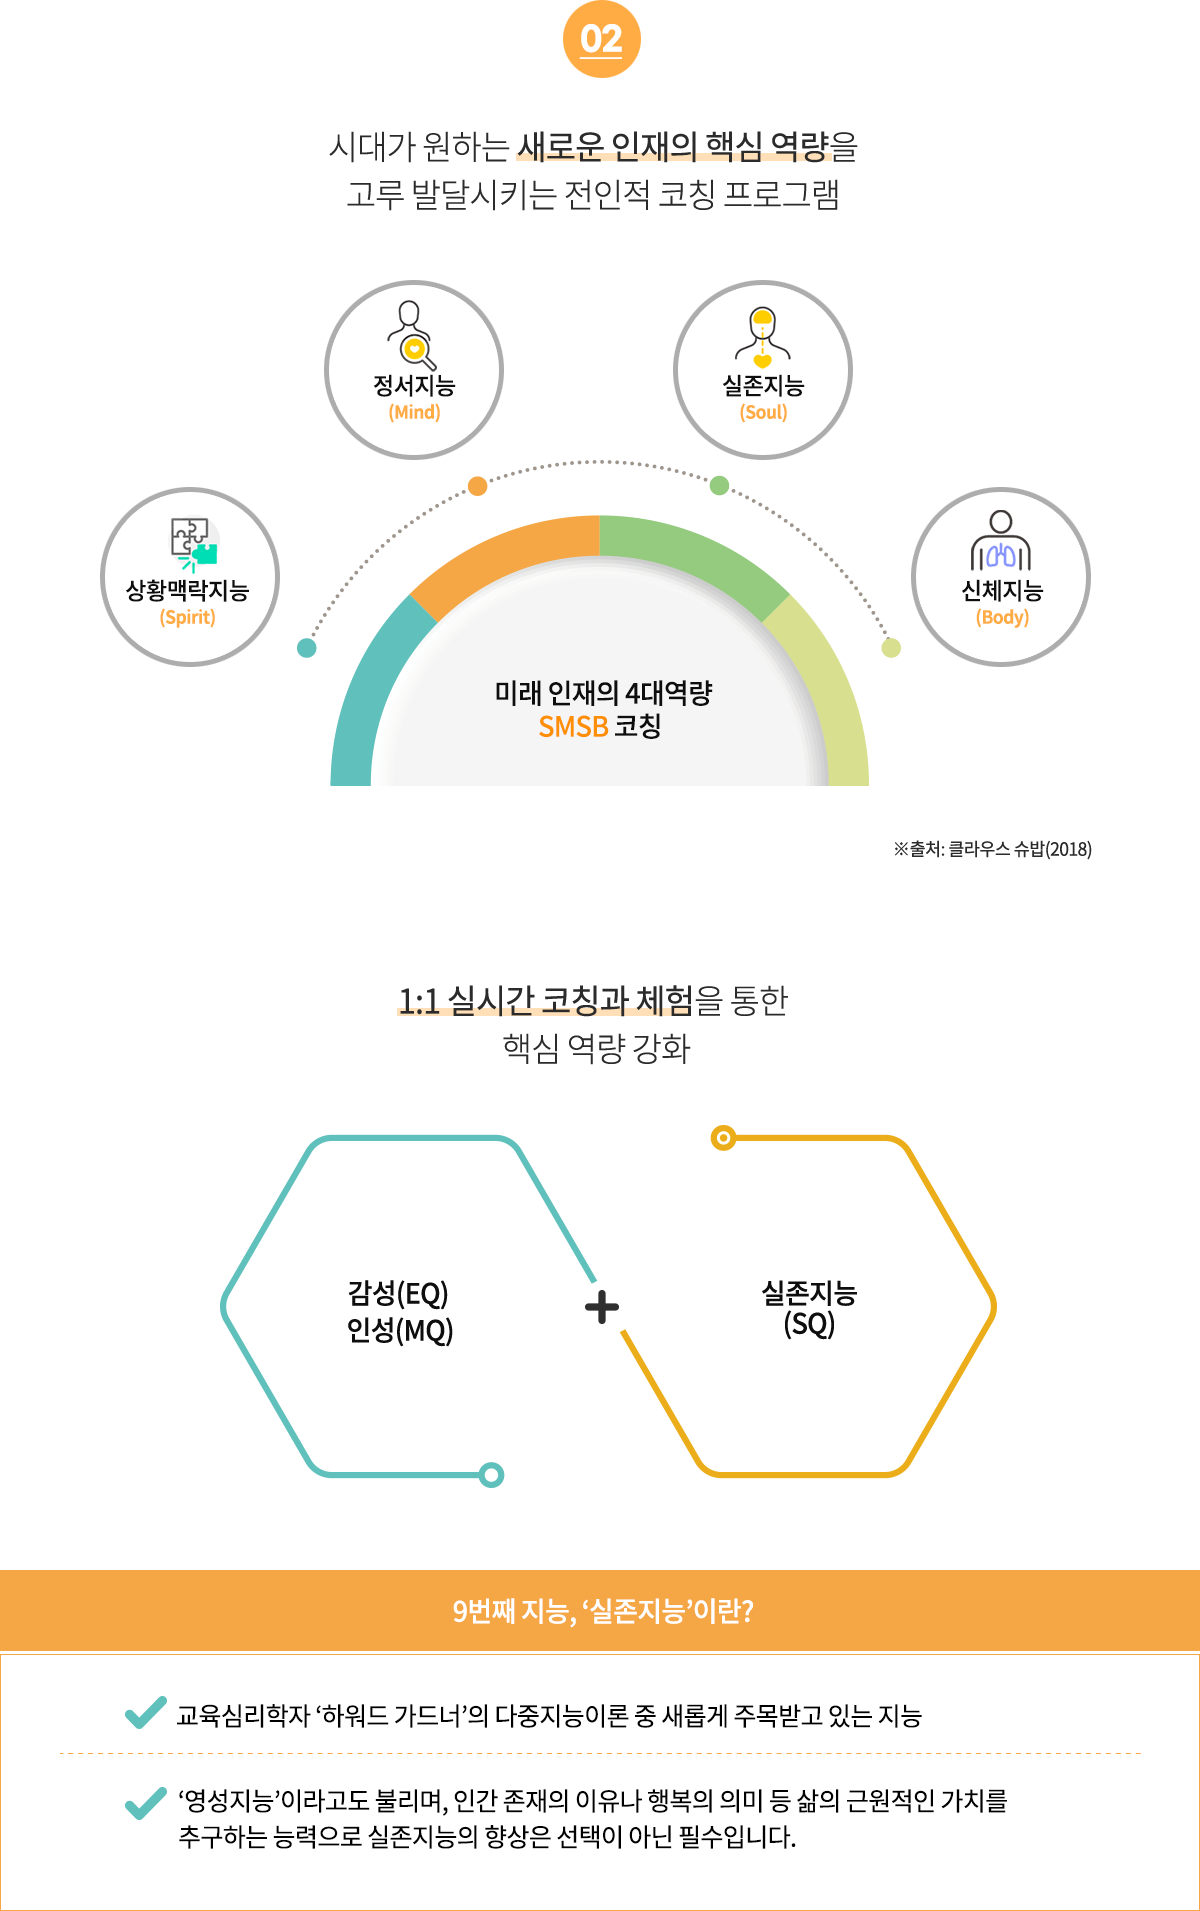 02
시대가 원하는 새로운 인재의 핵심 역량을
고루 발달시키는 전인적 코칭 프로그램
정서지능
(Mind)
실존지능
(Soul)
상황맥락지능
(Spirit)
신체지능
(Body)
미래 인재의 4대역량
SMSB 코칭
※출처: 클라우스 슈밥(2018)
1:1 실시간 코칭과 체험을 통한
핵심 역량 강화
감성(EQ)
인성(MQ)
+
실존지능
(SQ)
9번째 지능, ‘실존지능’이란?
교육심리학자 ‘하워드 가드너’의 다중지능이론 중 새롭게 주목받고 있는 지능
‘영성지능’이라고도 불리며, 인간 존재의 이유나 행복의 의미 등 삶의 근원적인 가치를
추구하는 능력으로 실존지능의 향상은 선택이 아닌 필수입니다.